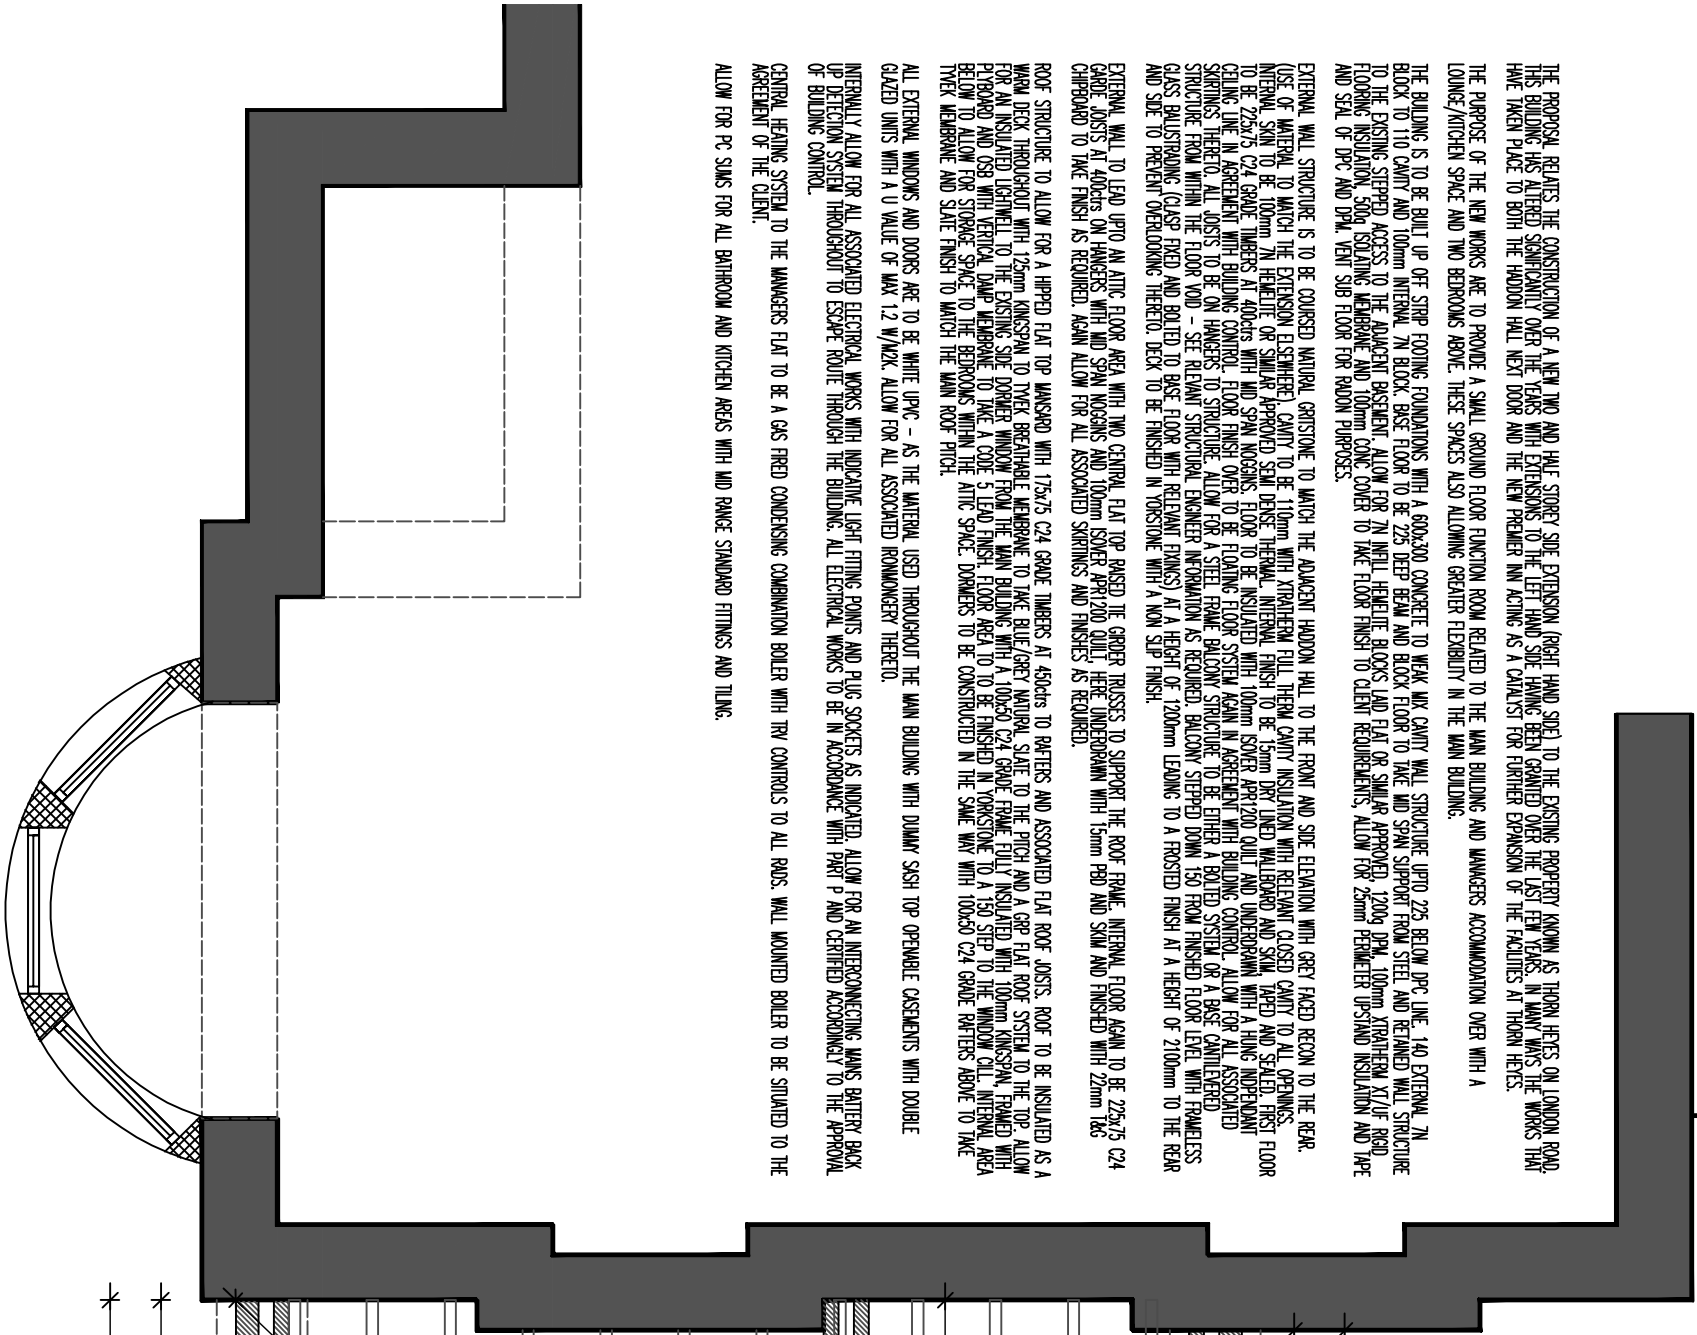 THE PROPOSAL RELATES THE CONSTRUCTION OF A NEW TWO AND HALF STOREY SIDE EXTENSION (RIGHT HAND SIDE), TO THE EXISTING PROPERTY KNOWN AS THORN HEYES ON LONDON ROAD.
THIS BUILDING HAS ALTERED SIGNIFICANTLY OVER THE YEARS WITH EXTENSIONS TO THE LEFT HAND SIDE HAVING BEEN GRANTED OVER THE LAST FEW YEARS. IN MANY WAYS THE WORKS THAT
HAVE TAKEN PLACE TO BOTH THE HADDON HALL NEXT DOOR AND THE NEW PREMIER INN ACTING AS A CATALYST FOR FURTHER EXPANSION OF THE FACILITIES AT THORN HEYES.
THE PURPOSE OF THE NEW WORKS ARE TO PROVIDE A SMALL GROUND FLOOR FUNCTION ROOM RELATED TO THE MAIN BUILDING AND MANAGERS ACCOMMODATION OVER WITH A
LOUNGE/KITCHEN SPACE AND TWO BEDROOMS ABOVE. THESE SPACES ALSO ALLOWING GREATER FLEXIBILITY IN THE MAIN BUILDING.
THE BUILDING IS TO BE BUILT UP OFF STRIP FOOTING FOUNDATIONS WITH A 600x300 CONCRETE TO WEAK MIX CAVITY WALL STRUCTURE UPTO 225 BELOW DPC LINE. 140 EXTERNAL 7N
BLOCK TO 110 CAVITY AND 100mm INTERNAL 7N BLOCK. BASE FLOOR TO BE 225 DEEP BEAM AND BLOCK FLOOR TO TAKE MID SPAN SUPPORT FROM STEEL AND RETAINED WALL STRUCTURE
TO THE EXISTING STEPPED ACCESS TO THE ADJACENT BASEMENT. ALLOW FOR 7N INFILL HEMELITE BLOCKS LAID FLAT OR SIMILAR APPROVED, 1200g DPM, 100mm XTRATHERM XT/UF RIGID
FLOORING INSULATION, 500g ISOLATING MEMBRANE AND 100mm CONC COVER TO TAKE FLOOR FINISH TO CLIENT REQUIREMENTS, ALLOW FOR 25mm PERIMETER UPSTAND INSULATION AND TAPE
AND SEAL OF DPC AND DPM. VENT SUB FLOOR FOR RADON PURPOSES.
EXTERNAL WALL STRUCTURE IS TO BE COURSED NATURAL GRITSTONE TO MATCH THE ADJACENT HADDON HALL TO THE FRONT AND SIDE ELEVATION WITH GREY FACED RECON TO THE REAR.
(USE OF MATERIAL TO MATCH THE EXTENSION ELSEWHERE), CAVITY TO BE 110mm WITH XTRATHERM FULL THERM CAVITY INSULATION WITH RELEVANT CLOSED CAVITY TO ALL OPENINGS,
INTERNAL SKIN TO BE 100mm 7N HEMELITE OR SIMILAR APPROVED SEMI DENSE THERMAL. INTERNAL FINISH TO BE 15mm DRY LINED WALLBOARD AND SKIM, TAPED AND SEALED. FIRST FLOOR
TO BE 225x75 C24 GRADE TIMBERS AT 400ctrs WITH MID SPAN NOGGINS. FLOOR TO BE INSULATED WITH 100mm ISOVER APR1200 QUILT AND UNDERDRAWN WITH A HUNG INDPENDANT
CEILING LINE IN AGREEMENT WITH BUILDING CONTROL. FLOOR FINISH OVER TO BE FLOATING FLOOR SYSTEM AGAIN IN AGREEMENT WITH BUILDING CONTROL. ALLOW FOR ALL ASSOCIATED
SKIRTINGS THERETO. ALL JOISTS TO BE ON HANGERS TO STRUCTURE. ALLOW FOR A STEEL FRAME BALCONY STRUCTURE TO BE EITHER A BOLTED SYSTEM OR A BASE CANTILEVERED
STRUCTURE FROM WITHIN THE FLOOR VOID - SEE RLEVANT STRUCTURAL ENGINEER INFORMATION AS REQUIRED. BALCONY STEPPED DOWN 150 FROM FINISHED FLOOR LEVEL WITH FRAMELESS
GLASS BALUSTRADING (CLASP FIXED AND BOLTED TO BASE FLOOR WITH RELEVANT FIXINGS) AT A HEIGHT OF 1200mm LEADING TO A FROSTED FINISH AT A HEIGHT OF 2100mm TO THE REAR
AND SIDE TO PREVENT OVERLOOKING THERETO. DECK TO BE FINISHED IN YORSTONE WITH A NON SLIP FINISH.
EXTERNAL WALL TO LEAD UPTO AN ATTIC FLOOR AREA WITH TWO CENTRAL FLAT TOP RAISED TIE GIRDER TRUSSES TO SUPPORT THE ROOF FRAME. INTERNAL FLOOR AGAIN TO BE 225x75 C24
GARDE JOISTS AT 400ctrs ON HANGERS WITH MID SPAN NOGGINS AND 100mm ISOVER APR1200 QUILT, HERE UNDERDRAWN WITH 15mm PBD AND SKIM AND FINISHED WITH 22mm T&G
CHIPBOARD TO TAKE FINISH AS REQUIRED. AGAIN ALLOW FOR ALL ASSOCIATED SKIRTINGS AND FINISHES AS REQUIRED.
ROOF STRUCTURE TO ALLOW FOR A HIPPED FLAT TOP MANSARD WITH 175x75 C24 GRADE TIMBERS AT 450ctrs TO RAFTERS AND ASSOCIATED FLAT ROOF JOISTS. ROOF TO BE INSULATED AS A
WARM DECK THROUGHOUT WITH 125mm KINGSPAN TO TYVEK BREATHABLE MEMBRANE TO TAKE BLUE/GREY NATURAL SLATE TO THE PITCH AND A GRP FLAT ROOF SYSTEM TO THE TOP. ALLOW
FOR AN INSULATED LIGHTWELL TO THE EXISTING SIDE DORMER WINDOW FROM THE MAIN BUILDING WITH A 100x50 C24 GRADE FRAME FULLY INSULATED WITH 100mm KINGSPAN, FRAMED WITH
PLYBOARD AND OSB WITH VERTICAL DAMP MEMBRANE TO TAKE A CODE 5 LEAD FINISH. FLOOR AREA TO BE FINISHED IN YORKSTONE TO A 150 STEP TO THE WINDOW CILL. INTERNAL AREA
BELOW TO ALLOW FOR STORAGE SPACE TO THE BEDROOMS WITHIN THE ATTIC SPACE. DORMERS TO BE CONSTRUCTED IN THE SAME WAY WITH 100x50 C24 GRADE RAFTERS ABOVE TO TAKE
TYVEK MEMBRANE AND SLATE FINISH TO MATCH THE MAIN ROOF PITCH.
ALL EXTERNAL WINDOWS AND DOORS ARE TO BE WHITE UPVC - AS THE MATERIAL USED THROUGHOUT THE MAIN BUILDING WITH DUMMY SASH TOP OPENABLE CASEMENTS WITH DOUBLE
GLAZED UNITS WITH A U VALUE OF MAX 1.2 W/M2K. ALLOW FOR ALL ASSOCIATED IRONMONGERY THERETO.
INTERNALLY ALLOW FOR ALL ASSOCIATED ELECTRICAL WORKS WITH INDICATIVE LIGHT FITTING POINTS AND PLUG SOCKETS AS INDICATED. ALLOW FOR AN INTERCONNECTING MAINS BATTERY BACK
UP DETECTION SYSTEM THROUGHOUT TO ESCAPE ROUTE THROUGH THE BUILDING. ALL ELECTRICAL WORKS TO BE IN ACCORDANCE WITH PART P AND CERTIFIED ACCORDINGLY TO THE APPROVAL
OF BUILDING CONTROL.
CENTRAL HEATING SYSTEM TO THE MANAGERS FLAT TO BE A GAS FIRED CONDENSING COMBINATION BOILER WITH TRV CONTROLS TO ALL RADS. WALL MOUNTED BOILER TO BE SITUATED TO THE
AGREEMENT OF THE CLIENT.
ALLOW FOR PC SUMS FOR ALL BATHROOM AND KITCHEN AREAS WITH MID RANGE STANDARD FITTINGS AND TILING.